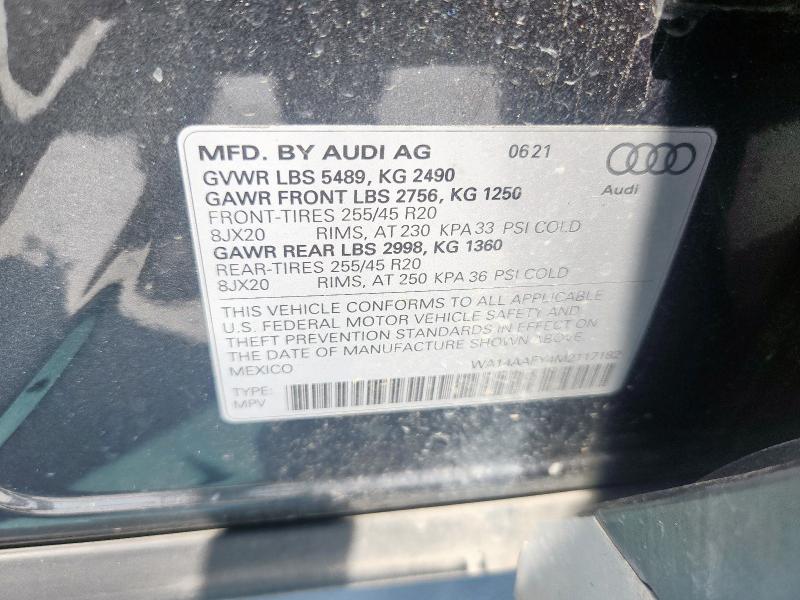 MFD. BY AUDI AG 0621
Audi
GVWR LBS 5489, KG 2490
GAWR FRONT LBS 2756, KG 1250
FRONT-TIRES 255/45 R20
8JX20 RIMS, AT 230 KPA 33 PSI COLD
GAWR REAR LBS 2998, KG 1360
REAR-TIRES 255/45 R20
8JX20 RIMS, AT 250 KPA 36 PSI COLD
THIS VEHICLE CONFORMS TO ALL APPLICABLE
U.S. FEDERAL MOTOR VEHICLE SAFETY AND
THEFT PREVENTION STANDARDS IN EFFECT ON
THE DATE OF MANUFACTURE SHOWN ABOVE.
MEXICO
TYPE:
MPV